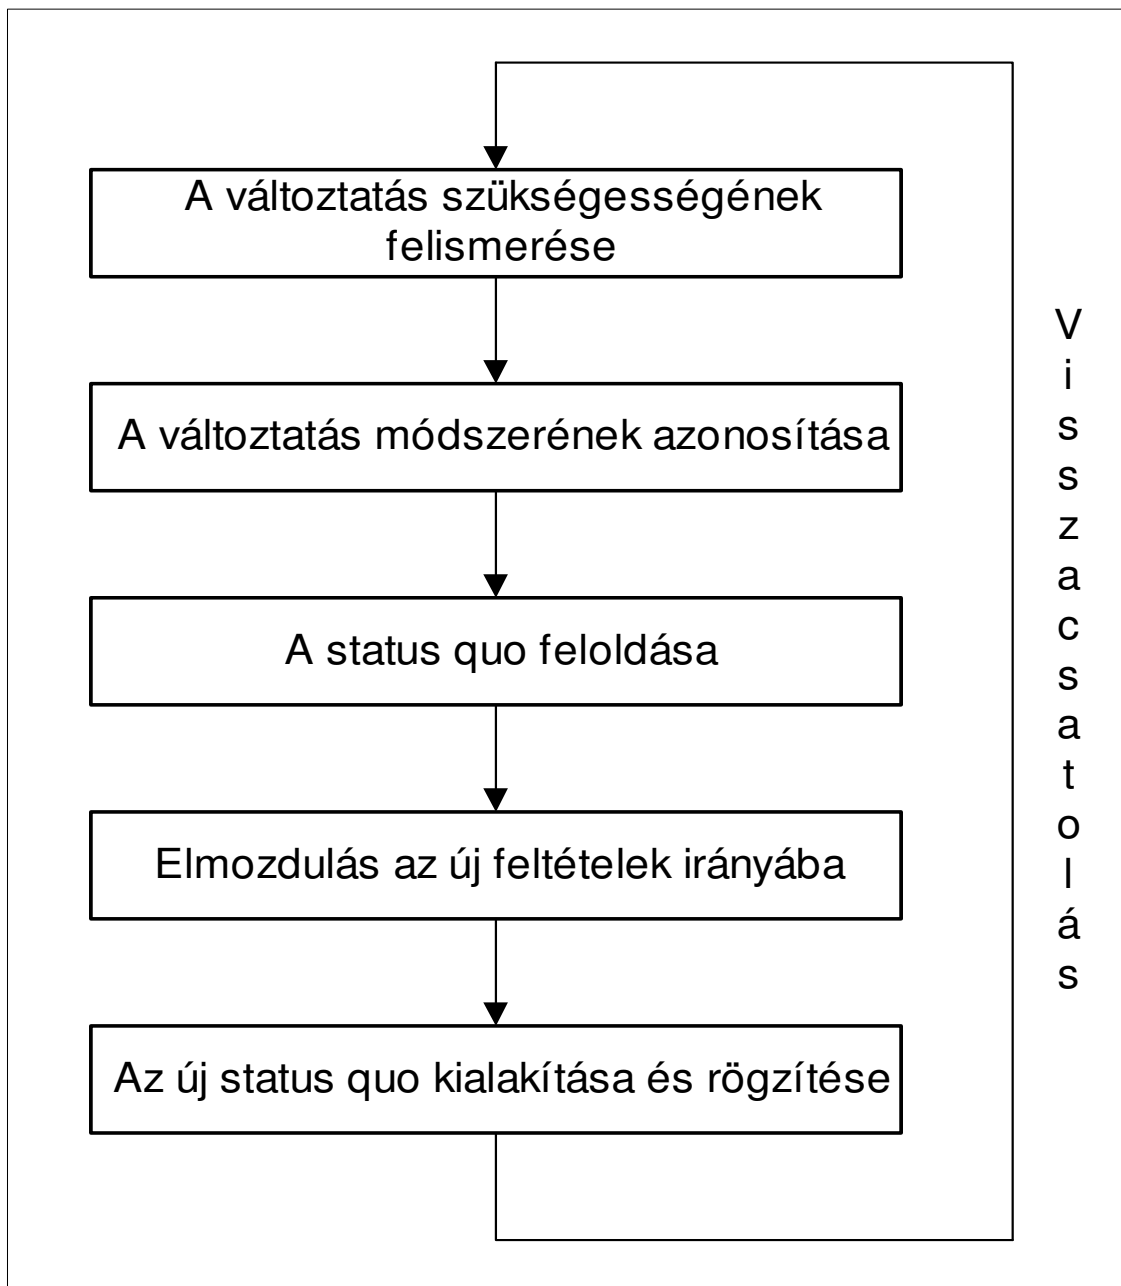 A változtatás szükségességének
felismerése
A változtatás módszerének azonosítása
A status quo feloldása
Elmozdulás az új feltételek irányába
Az új status quo kialakítása és rögzítése
Visszacsatolás